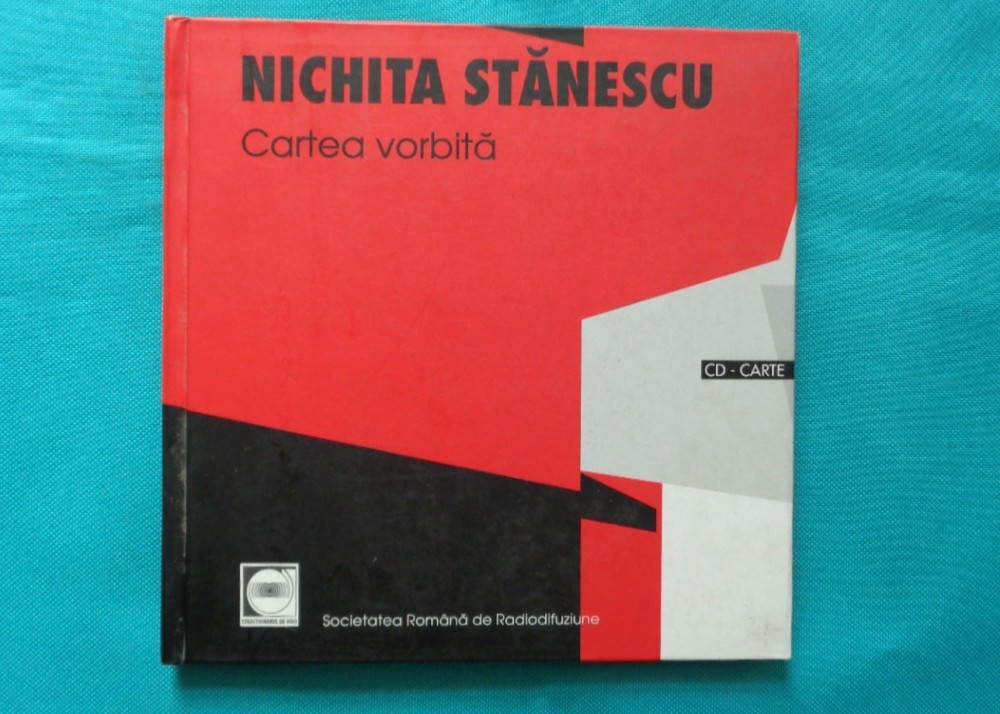 NICHITA STĂNESCU
Cartea vorbită
CD - CARTE
Societatea Română de Radiodifuziune